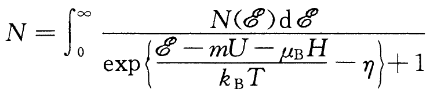 N = ∫₀^∞ N(ℰ)dℰ / (exp{(ℰ − mU − μ_B H)/(k_B T) − η} + 1)